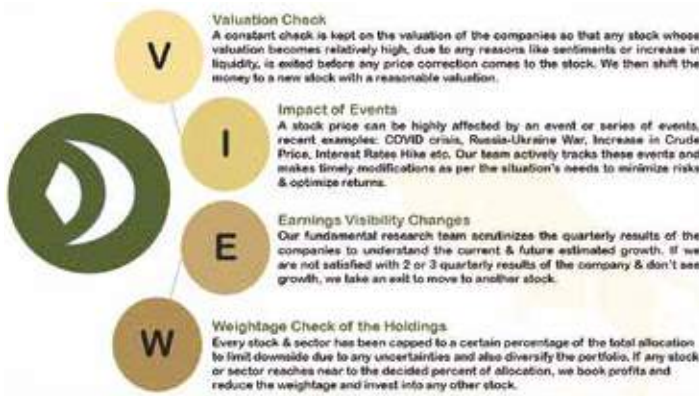 V
Valuation Check
A constant check is kept on the valuation of the companies so that any stock whose
valuation becomes relatively high, due to any reasons like sentiments or increase in
liquidity, is exited before any price correction comes to the stock. We then shift the
money to a new stock with a reasonable valuation.
I
Impact of Events
A stock price can be highly affected by an event or series of events,
recent examples: COVID crisis, Russia-Ukraine War, Increase in Crude
Price, Interest Rates Hike etc. Our team actively tracks these events and
makes timely modifications as per the situation's needs to minimize risks
& optimize returns.
E
Earnings Visibility Changes
Our fundamental research team scrutinizes the quarterly results of the
companies to understand the current & future estimated growth. If we
are not satisfied with 2 or 3 quarterly results of the company & don't see
growth, we take an exit to move to another stock.
W
Weightage Check of the Holdings
Every stock & sector has been capped to a certain percentage of the total allocation
to limit downside due to any uncertainties and also diversify the portfolio. If any stock
or sector reaches near to the decided percent of allocation, we book profits and
reduce the weightage and invest into any other stock.